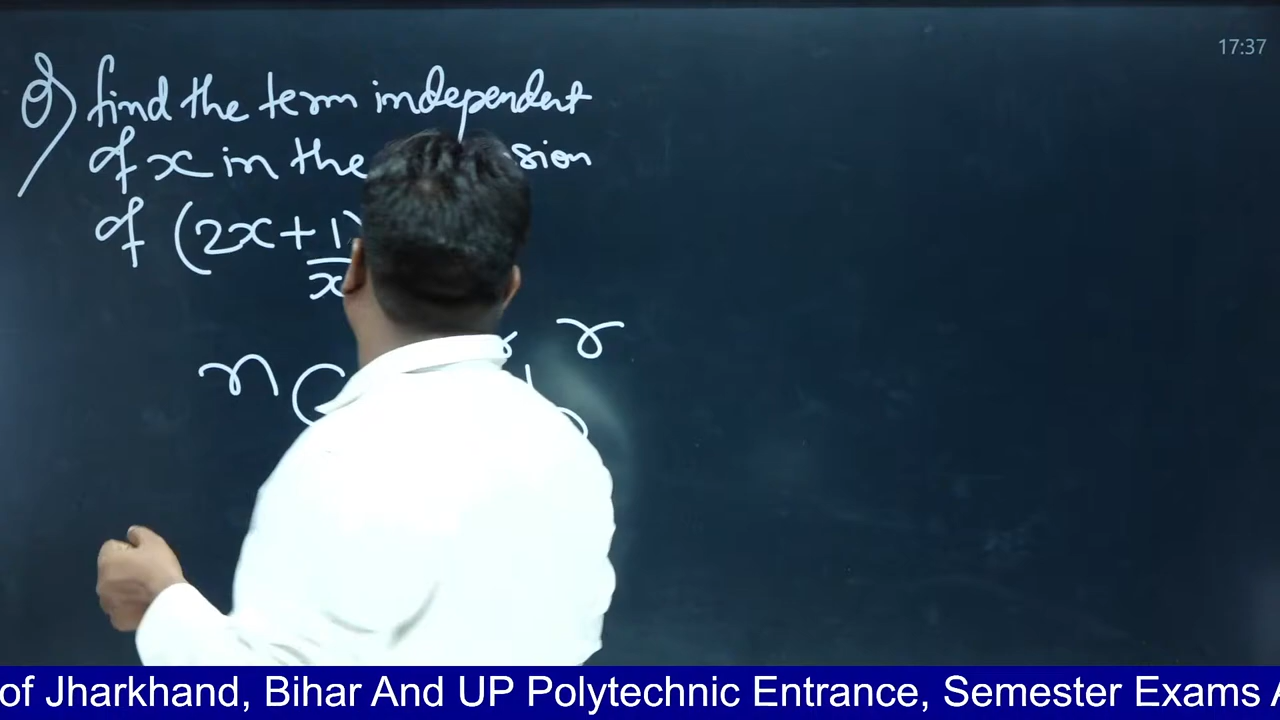 17:37
Q) find the term independent
of x in the sion
of (2x + 1/x)
n C r
of Jharkhand, Bihar And UP Polytechnic Entrance, Semester Exams A